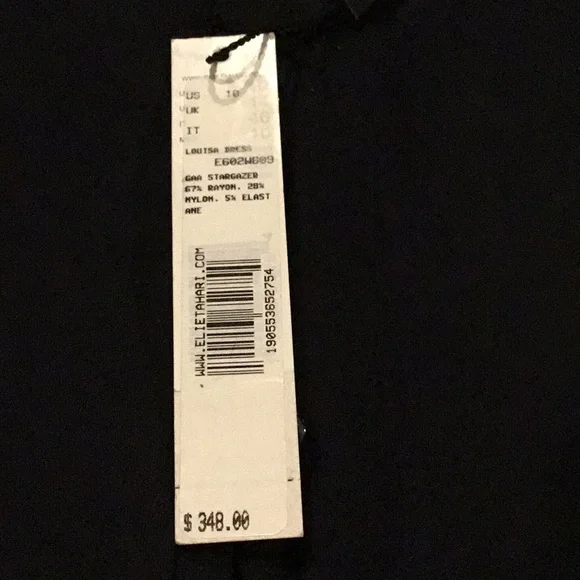 US 10
UK
IT
LOUISA DRESS
E602W609
GAA STARGAZER
67% RAYON. 28%
NYLON. 5% ELAST
ANE
WWW.ELIETAHARI.COM
190553652754
$ 348.00